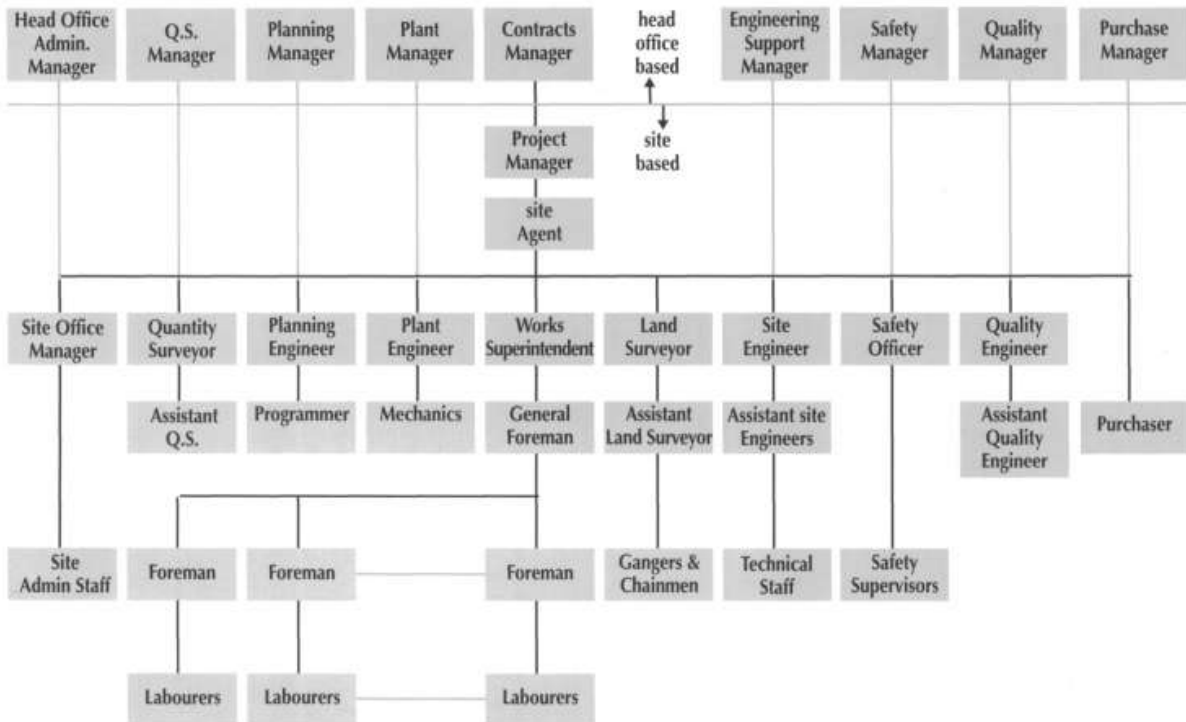 Head Office
Admin.
Manager
Q.S.
Manager
Planning
Manager
Plant
Manager
Contracts
Manager
head
office
based
Engineering
Support
Manager
Safety
Manager
Quality
Manager
Purchase
Manager
site
based
Project
Manager
site
Agent
Site Office
Manager
Quantity
Surveyor
Planning
Engineer
Plant
Engineer
Works
Superintendent
Land
Surveyor
Site
Engineer
Safety
Officer
Quality
Engineer
Assistant
Q.S.
Programmer
Mechanics
General
Foreman
Assistant
Land Surveyor
Assistant site
Engineers
Assistant
Quality
Engineer
Purchaser
Site
Admin Staff
Foreman
Foreman
Foreman
Gangers &
Chainmen
Technical
Staff
Safety
Supervisors
Labourers
Labourers
Labourers